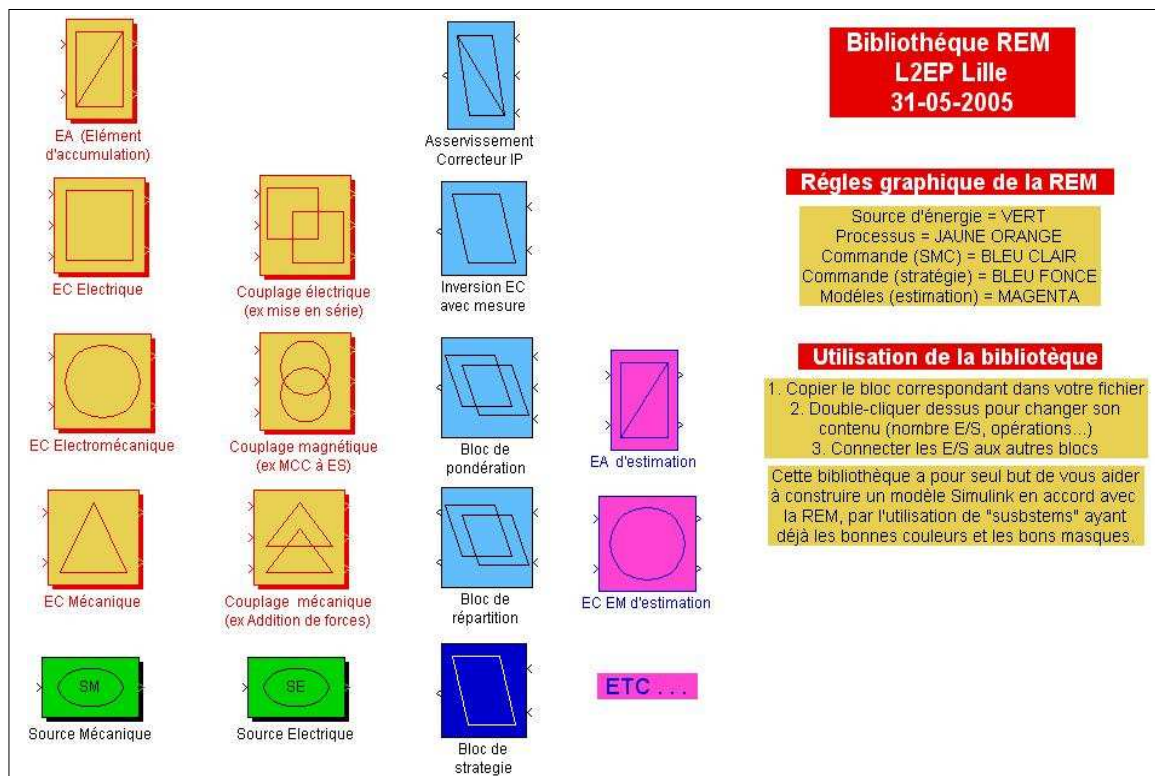 EA (Elément
d'accumulation)
EC Electrique
EC Electromécanique
EC Mécanique
SM
Source Mécanique
Couplage électrique
(ex mise en série)
Couplage magnétique
(ex MCC à ES)
Couplage mécanique
(ex Addition de forces)
SE
Source Electrique
Asservissement
Correcteur IP
Inversion EC
avec mesure
Bloc de
pondération
Bloc de
répartition
Bloc de
strategie
EA d'estimation
EC EM d'estimation
ETC . . .
Bibliothéque REM
L2EP Lille
31-05-2005
Régles graphique de la REM
Source d'énergie = VERT
Processus = JAUNE ORANGE
Commande (SMC) = BLEU CLAIR
Commande (stratégie) = BLEU FONCE
Modéles (estimation) = MAGENTA
Utilisation de la bibliotèque
1. Copier le bloc correspondant dans votre fichier
2. Double-cliquer dessus pour changer son
contenu (nombre E/S, opérations...)
3. Connecter les E/S aux autres blocs
Cette bibliothèque a pour seul but de vous aider
à construire un modèle Simulink en accord avec
la REM, par l'utilisation de "susbstems" ayant
déjà les bonnes couleurs et les bons masques.